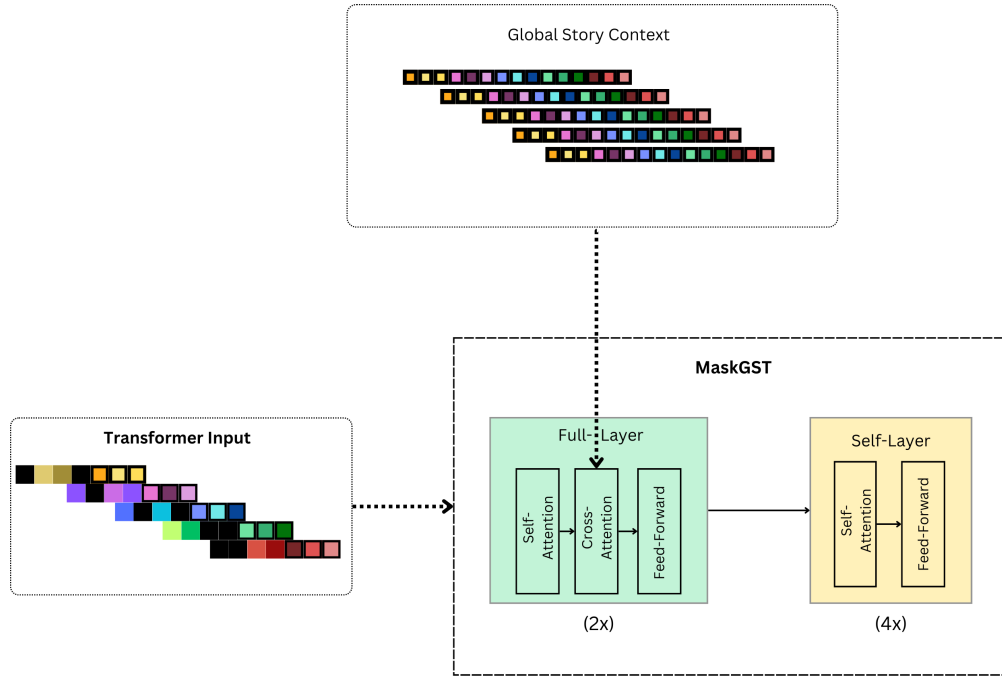 Global Story Context
MaskGST
Transformer Input
Full- Layer
Self-
Attention
Cross-
Attention
Feed-Forward
(2x)
Self-Layer
Self-
Attention
Feed-Forward
(4x)